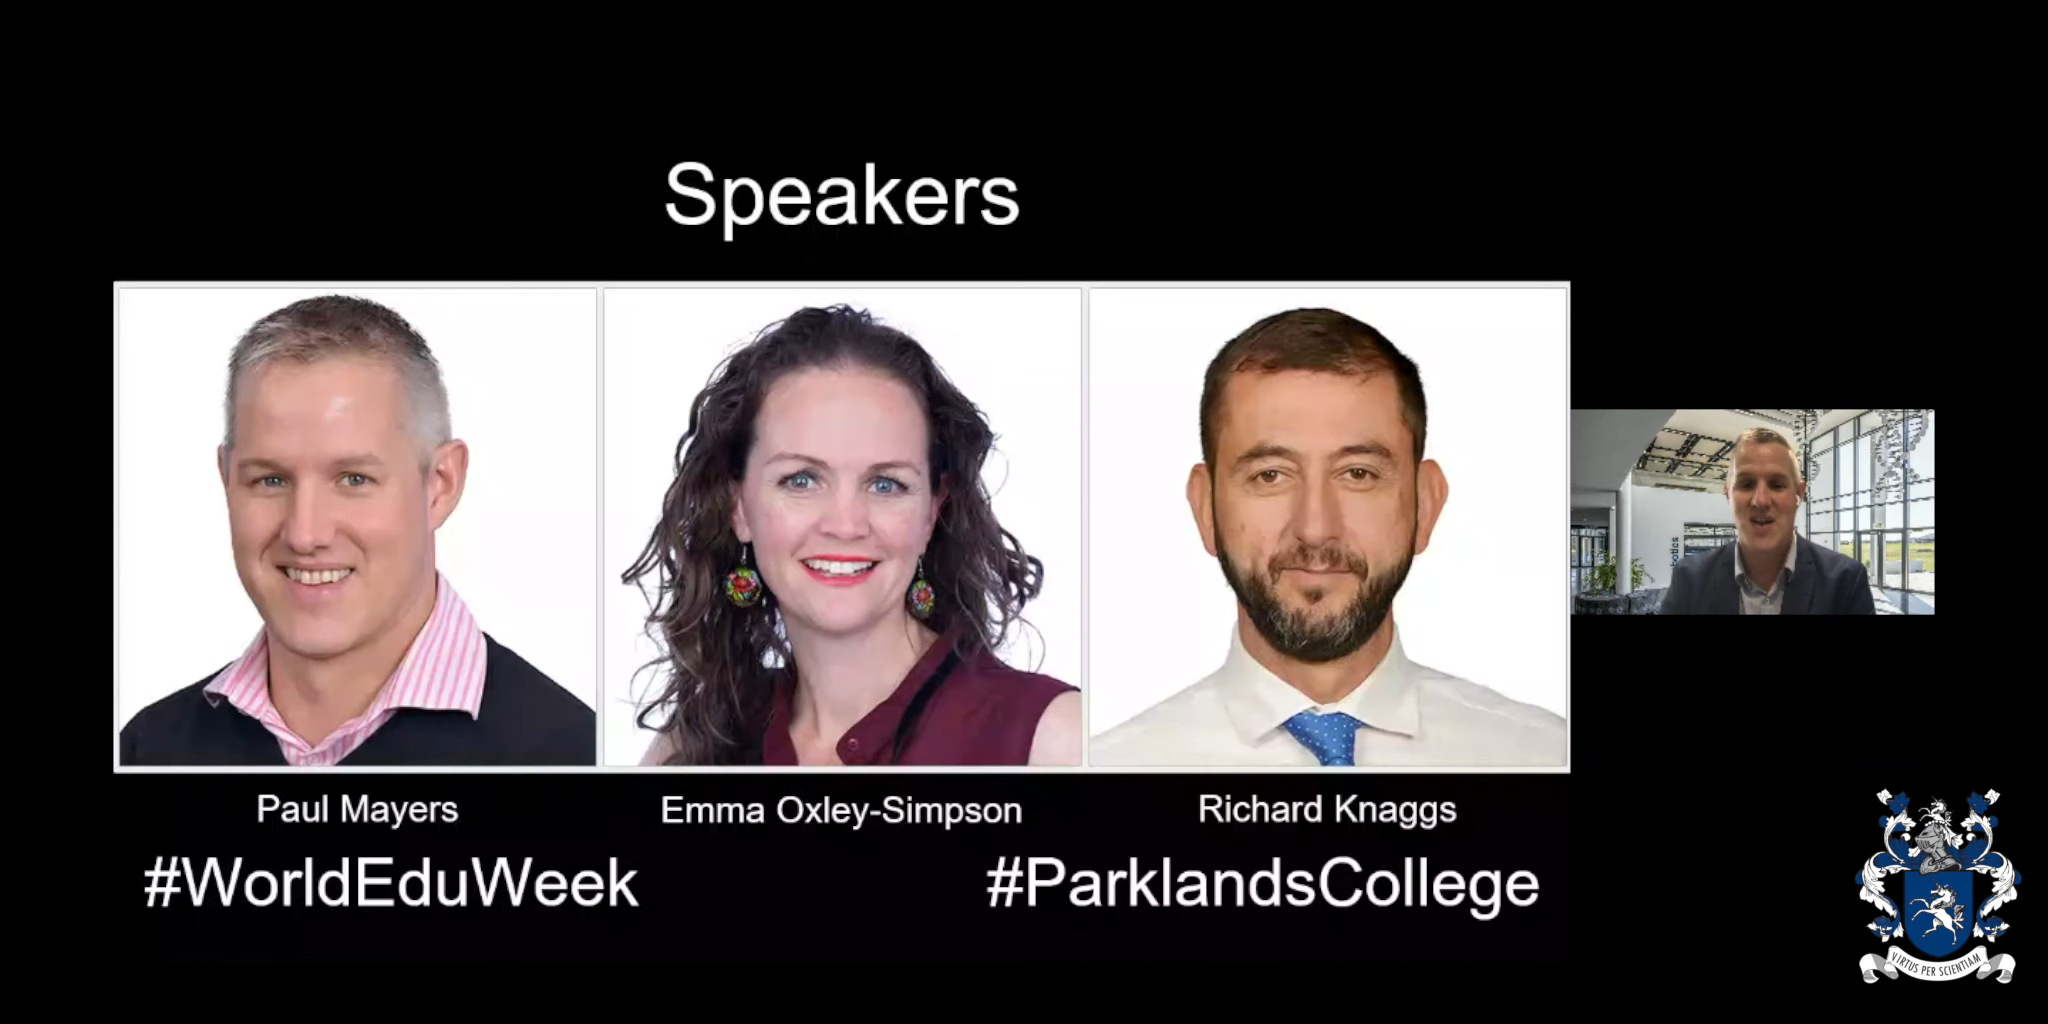 Speakers
Paul Mayers
Emma Oxley-Simpson
Richard Knaggs
#WorldEduWeek
#ParklandsCollege
VIRTUS PER SCIENTIAM